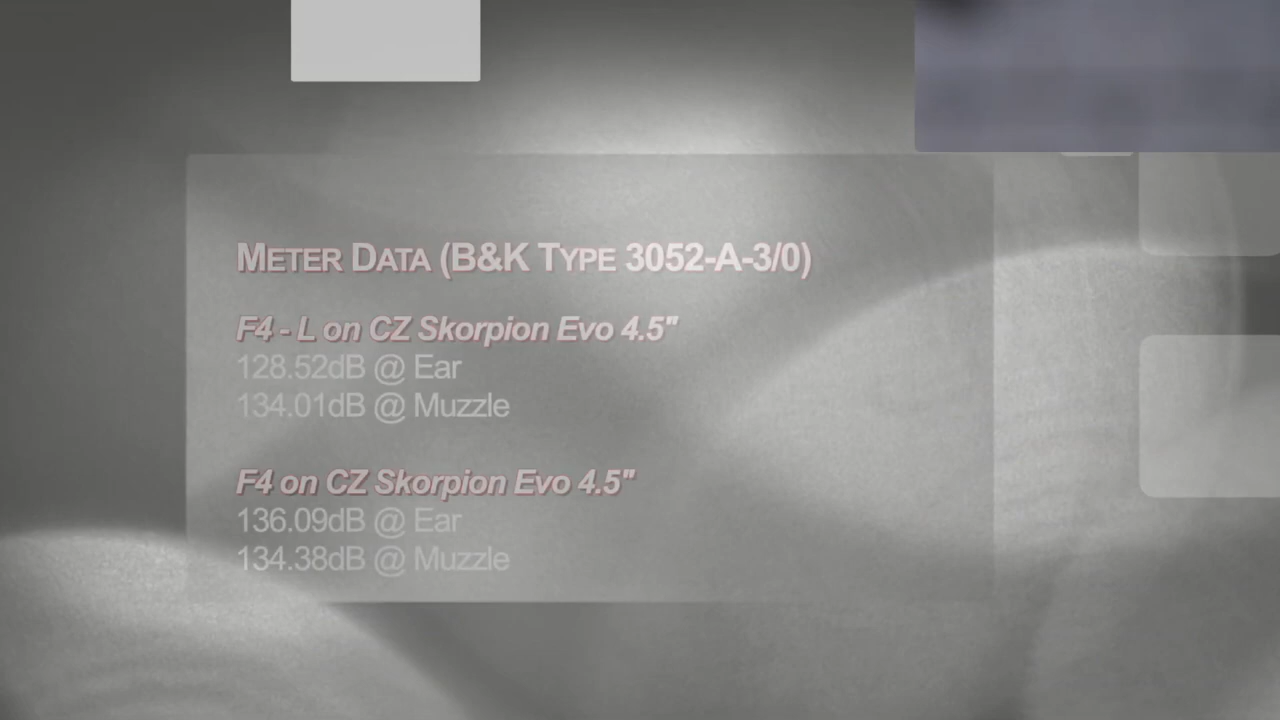 METER DATA (B&K TYPE 3052-A-3/0)
F4 - L on CZ Skorpion Evo 4.5"
128.52dB @ Ear
134.01dB @ Muzzle
F4 on CZ Skorpion Evo 4.5"
136.09dB @ Ear
134.38dB @ Muzzle